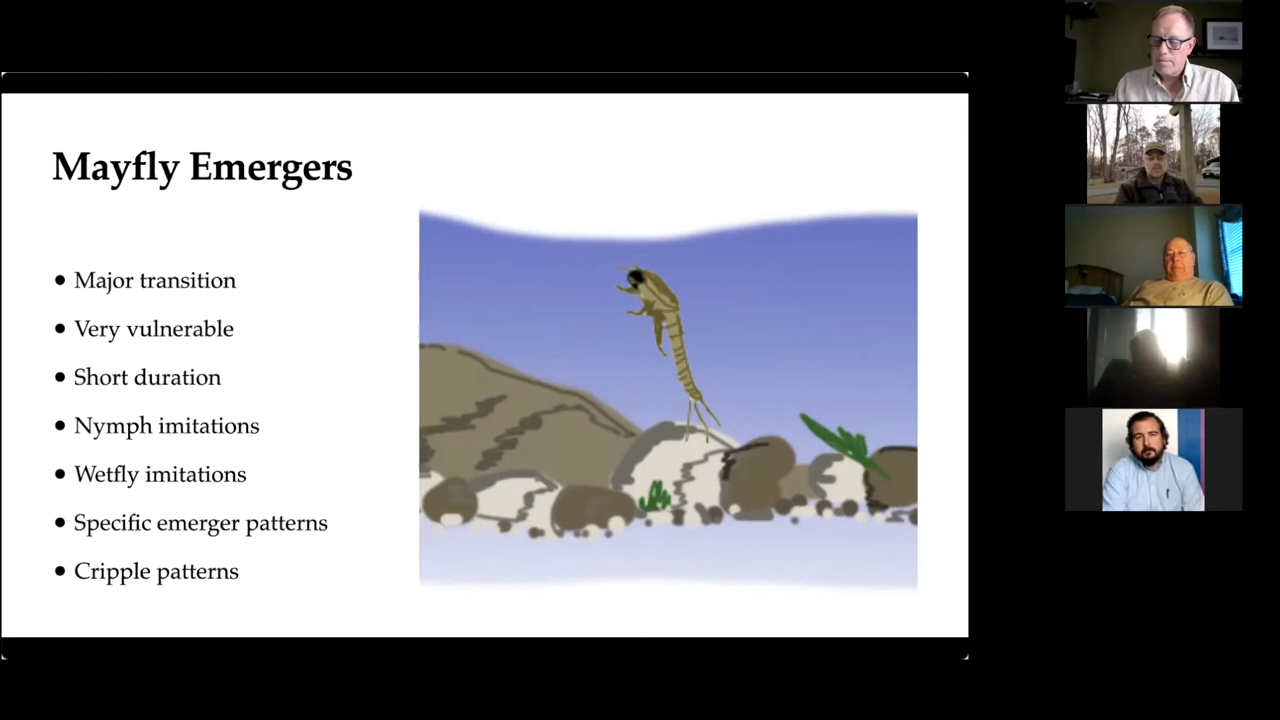 Mayfly Emergers
• Major transition
• Very vulnerable
• Short duration
• Nymph imitations
• Wetfly imitations
• Specific emerger patterns
• Cripple patterns